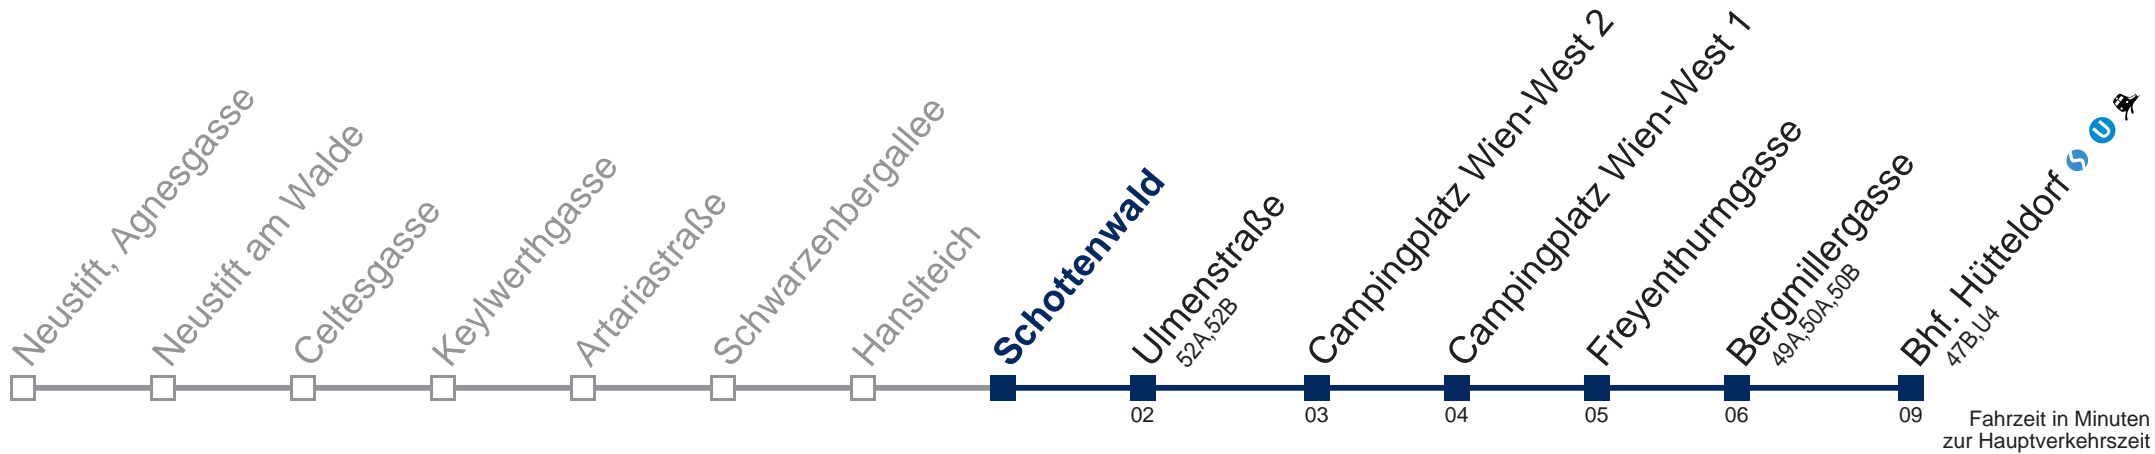 Neustift, Agnesgasse
Neustift am Walde
Celtesgasse
Keylwerthgasse
Artariastraße
Schwarzenbergallee
Hanslteich
Schottenwald
Ulmenstraße
52A,52B
Campingplatz Wien-West 2
Campingplatz Wien-West 1
Freyenthurmgasse
Bergmillergasse
49A,50A,50B
Bhf. Hütteldorf S U
47B,U4
02
03
04
05
06
09
Fahrzeit in Minuten
zur Hauptverkehrszeit